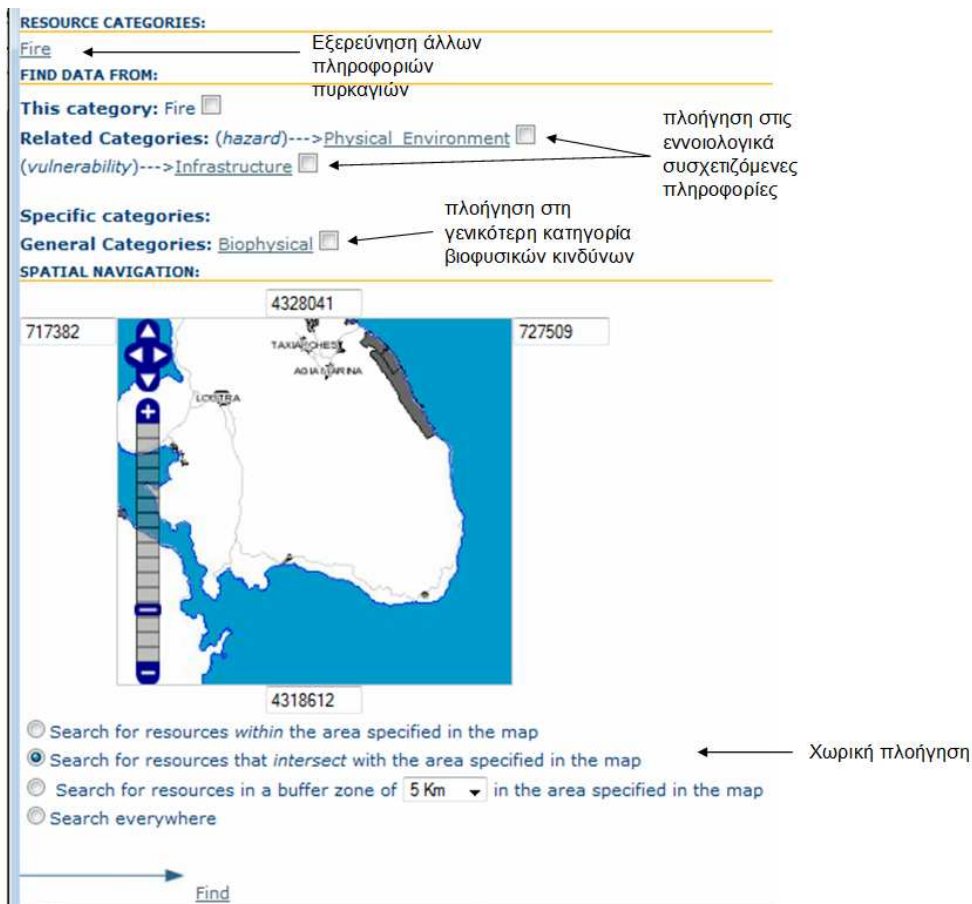 RESOURCE CATEGORIES:
Fire
Εξερεύνηση άλλων
πληροφοριών
πυρκαγιών
FIND DATA FROM:
This category: Fire
Related Categories: (hazard)--->Physical Environment
(vulnerability)--->Infrastructure
πλοήγηση στις
εννοιολογικά
συσχετιζόμενες
πληροφορίες
Specific categories:
General Categories: Biophysical
πλοήγηση στη
γενικότερη κατηγορία
βιοφυσικών κινδύνων
SPATIAL NAVIGATION:
4328041
717382
727509
TAXIARCHES
AGIA MARINA
LOUTRA
4318612
Search for resources within the area specified in the map
Search for resources that intersect with the area specified in the map
Χωρική πλοήγηση
Search for resources in a buffer zone of 5 Km in the area specified in the map
Search everywhere
Find